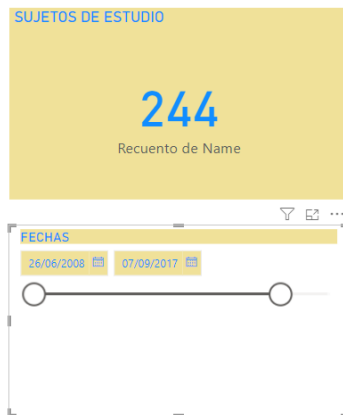 SUJETOS DE ESTUDIO
244
Recuento de Name
FECHAS
26/06/2008 07/09/2017